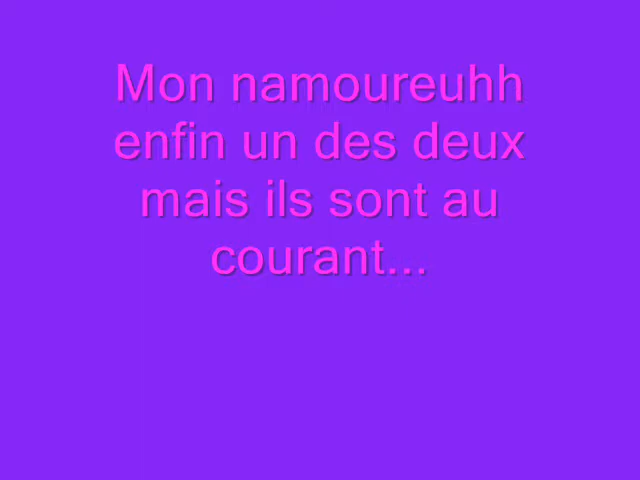 Mon namoureuhh
enfin un des deux
mais ils sont au
courant...